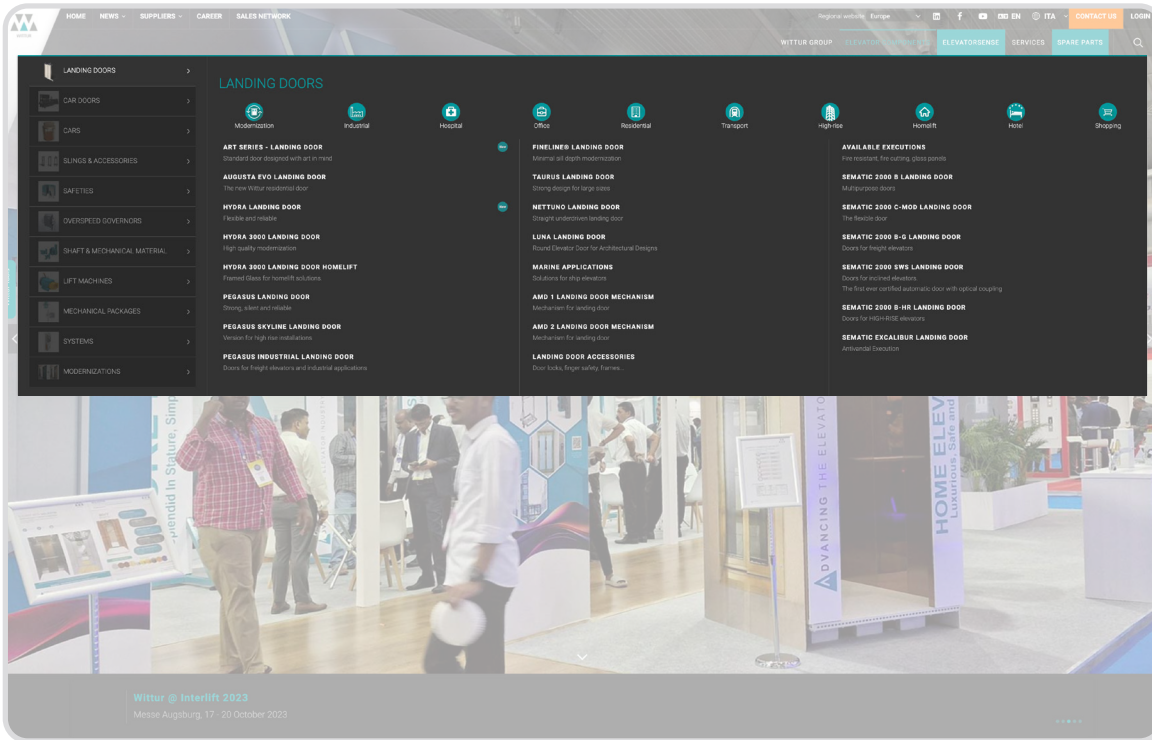 HOME NEWS SUPPLIERS CAREER SALES NETWORK
Regional website Europe EN ITA CONTACT US LOGIN
WITTUR GROUP ELEVATORSENSE SERVICES SPARE PARTS
LANDING DOORS
CAR DOORS
CARS
SLINGS & ACCESSORIES
SAFETIES
OVERSPEED GOVERNORS
SHAFT & MECHANICAL MATERIAL
LIFT MACHINES
MECHANICAL PACKAGES
SYSTEMS
MODERNIZATIONS
LANDING DOORS
Modernization Industrial Hospital Office Residential Transport High-rise Homelift Hotel Shopping
ART SERIES - LANDING DOOR
Standard door designed with art in mind
AUGUSTA EVO LANDING DOOR
The new Wittur residential door
HYDRA LANDING DOOR
Flexible and reliable
HYDRA 3000 LANDING DOOR
High quality modernization
HYDRA 3000 LANDING DOOR HOMELIFT
Framed Glass for homelift solutions
PEGASUS LANDING DOOR
Strong, silent and reliable
PEGASUS SKYLINE LANDING DOOR
Version for high rise installations
PEGASUS INDUSTRIAL LANDING DOOR
Doors for freight elevators and industrial applications
FINELINE® LANDING DOOR
Minimal sill depth modernization
TAURUS LANDING DOOR
Strong design for large sizes
NETTUNO LANDING DOOR
Straight underdriven landing door
LUNA LANDING DOOR
Round Elevator Door for Architectural Designs
MARINE APPLICATIONS
Solutions for ship elevators
AMD 1 LANDING DOOR MECHANISM
Mechanism for landing door
AMD 2 LANDING DOOR MECHANISM
Mechanism for landing door
LANDING DOOR ACCESSORIES
Door locks, finger safety, frames...
AVAILABLE EXECUTIONS
Fire resistant, fire cutting, glass panels
SEMATIC 2000 B LANDING DOOR
Multipurpose doors
SEMATIC 2000 C-MOD LANDING DOOR
The flexible door
SEMATIC 2000 B-G LANDING DOOR
Doors for freight elevators
SEMATIC 2000 SWS LANDING DOOR
Doors for inclined elevators
The first ever certified automatic door with optical coupling
SEMATIC 2000 B-HR LANDING DOOR
Doors for HIGH-RISE elevators
SEMATIC EXCALIBUR LANDING DOOR
Antivandal Execution
Splendid in Stature, Simp
ADVANCING THE ELEVATO
HOME ELEV
Luxurious, Safe and
Wittur @ Interlift 2023
Messe Augsburg, 17 - 20 October 2023